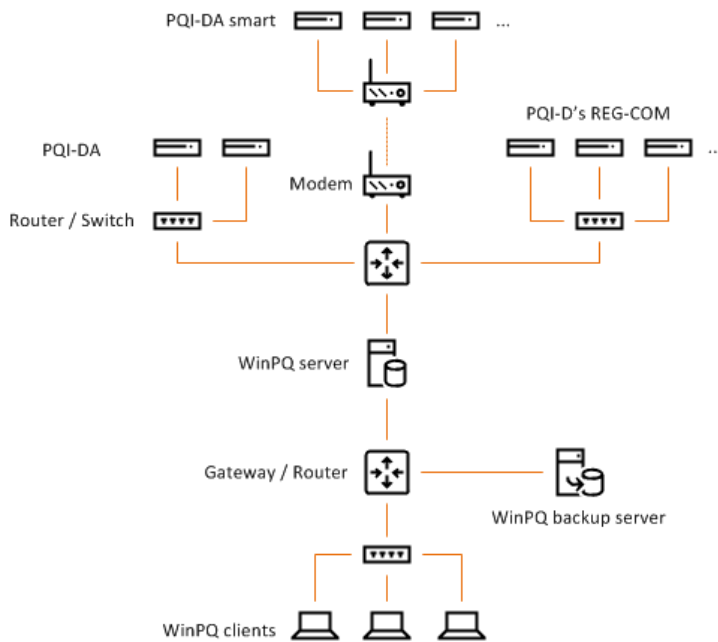 PQI-DA smart
...
PQI-D's REG-COM
PQI-DA
..
Modem
Router / Switch
WinPQ server
Gateway / Router
WinPQ backup server
WinPQ clients